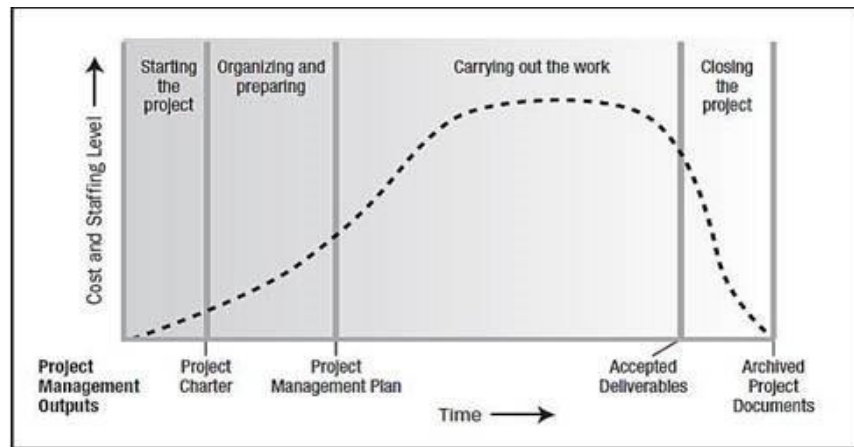 Starting
the
project
Organizing and
preparing
Carrying out the work
Closing
the
project
Cost and Staffing Level
Project
Management
Outputs
Project
Charter
Project
Management Plan
Accepted
Deliverables
Archived
Project
Documents
Time